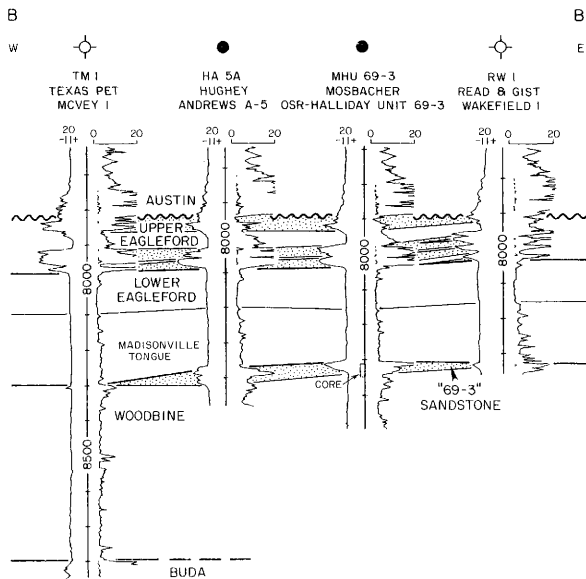 B B
W E
TM 1
TEXAS PET
MCVEY 1
HA 5A
HUGHEY
ANDREWS A-5
MHU 69-3
MOSBACHER
OSR-HALLIDAY UNIT 69-3
RW 1
READ & GIST
WAKEFIELD 1
20 0 20 20 0 20 20 0 20 20 0 20
-||+ -||+ -||+ -||+
AUSTIN
UPPER
EAGLEFORD
8000 8000 8000 8000
LOWER
EAGLEFORD
MADISONVILLE
TONGUE
CORE
"69-3"
SANDSTONE
WOODBINE
8500
BUDA